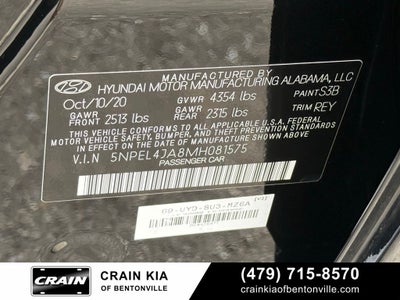 MANUFACTURED BY
HYUNDAI MOTOR MANUFACTURING ALABAMA, LLC
Oct/10/20 GVWR 4354 lbs PAINT S3B
GAWR FRONT 2513 lbs GAWR REAR 2315 lbs TRIM REY
THIS VEHICLE CONFORMS TO ALL APPLICABLE FEDERAL
MOTOR VEHICLE SAFETY, BUMPER, AND THEFT PREVENTION
STANDARDS IN EFFECT ON THE DATE OF MANUFACTURE SHOWN ABOVE.
V.I.N 5NPEL4JA8MH081575
PASSENGER CAR
CRAIN
CRAIN KIA
OF BENTONVILLE
(479) 715-8570
crainkiaofbentonville.com